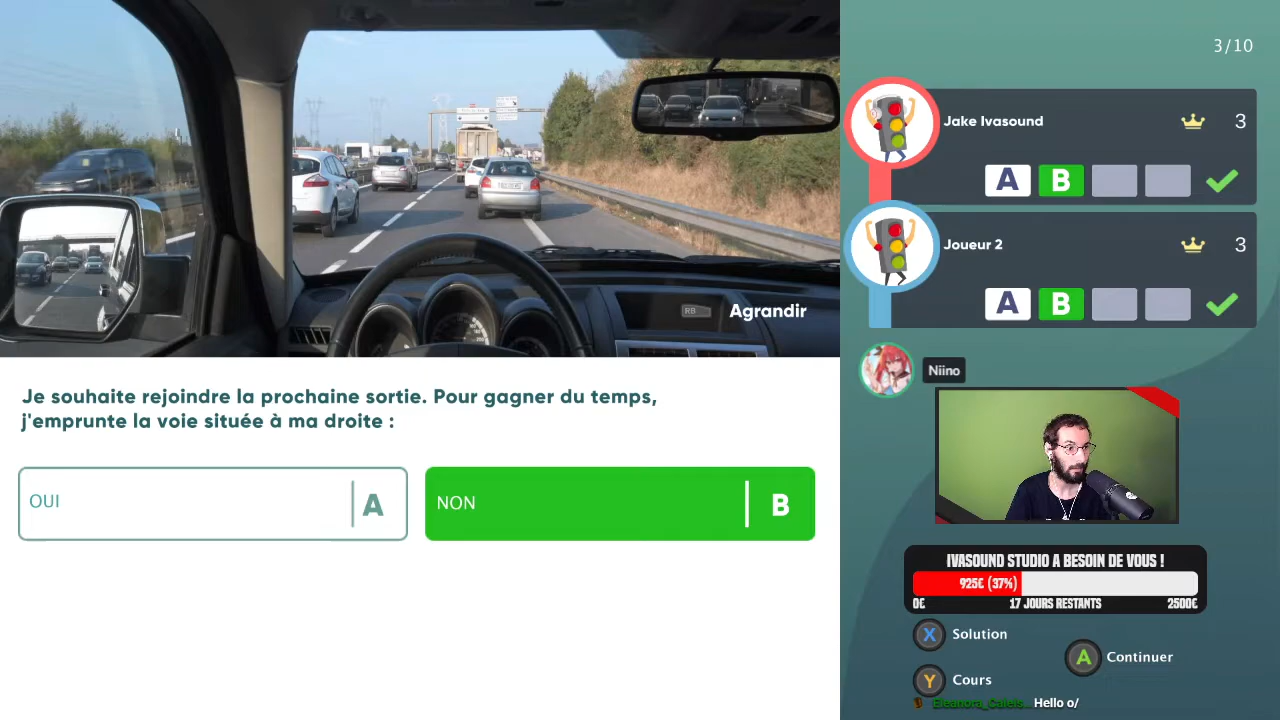 3/10
Jake Ivasound
3
A B
Joueur 2
3
A B
RB Agrandir
Niino
Je souhaite rejoindre la prochaine sortie. Pour gagner du temps,
j'emprunte la voie située à ma droite :
OUI A
NON B
IVASOUND STUDIO A BESOIN DE VOUS !
925€ (37%)
0€ 17 JOURS RESTANTS 2500€
X Solution
A Continuer
Y Cours
Hello o/